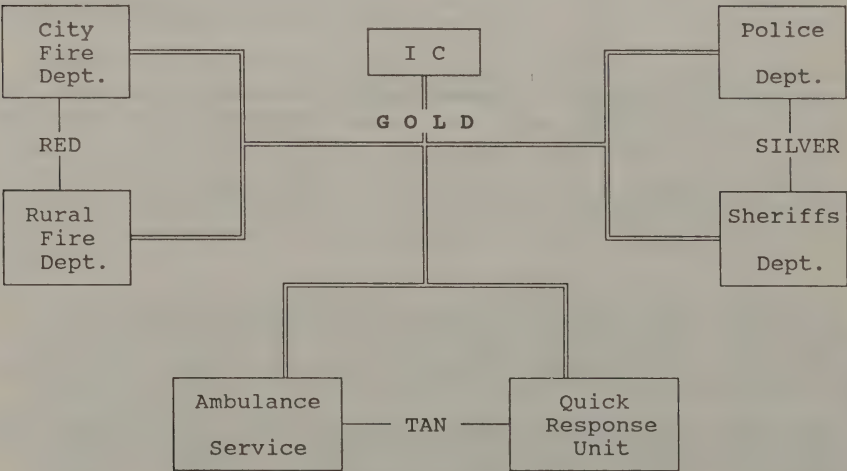 City
Fire
Dept.
I C
Police
Dept.
G O L D
RED
SILVER
Rural
Fire
Dept.
Sheriffs
Dept.
Ambulance
Service
TAN
Quick
Response
Unit